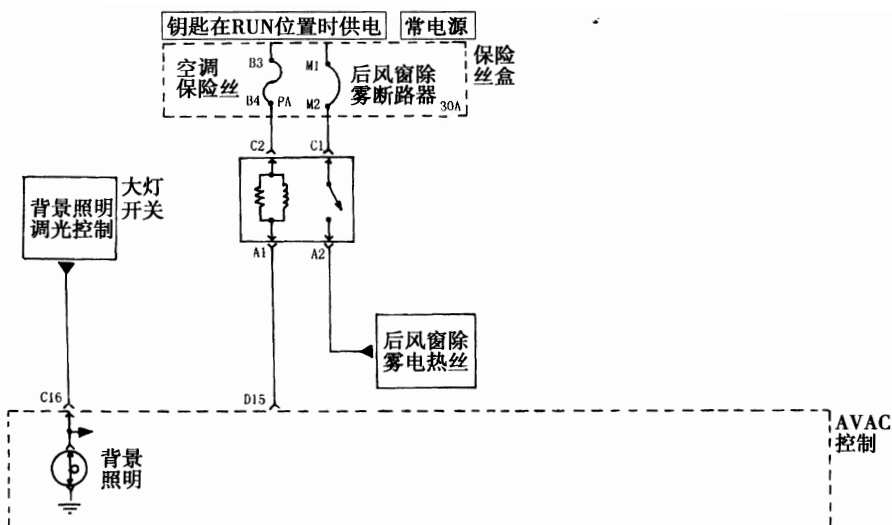 钥匙在RUN位置时供电
常电源
保险
丝盒
空调
保险丝
B3
B4
PA
M1
M2
后风窗除
雾断路器
30A
C2
C1
背景照明
调光控制
大灯
开关
A1
A2
后风窗除
雾电热丝
C16
D15
AVAC
控制
背景
照明